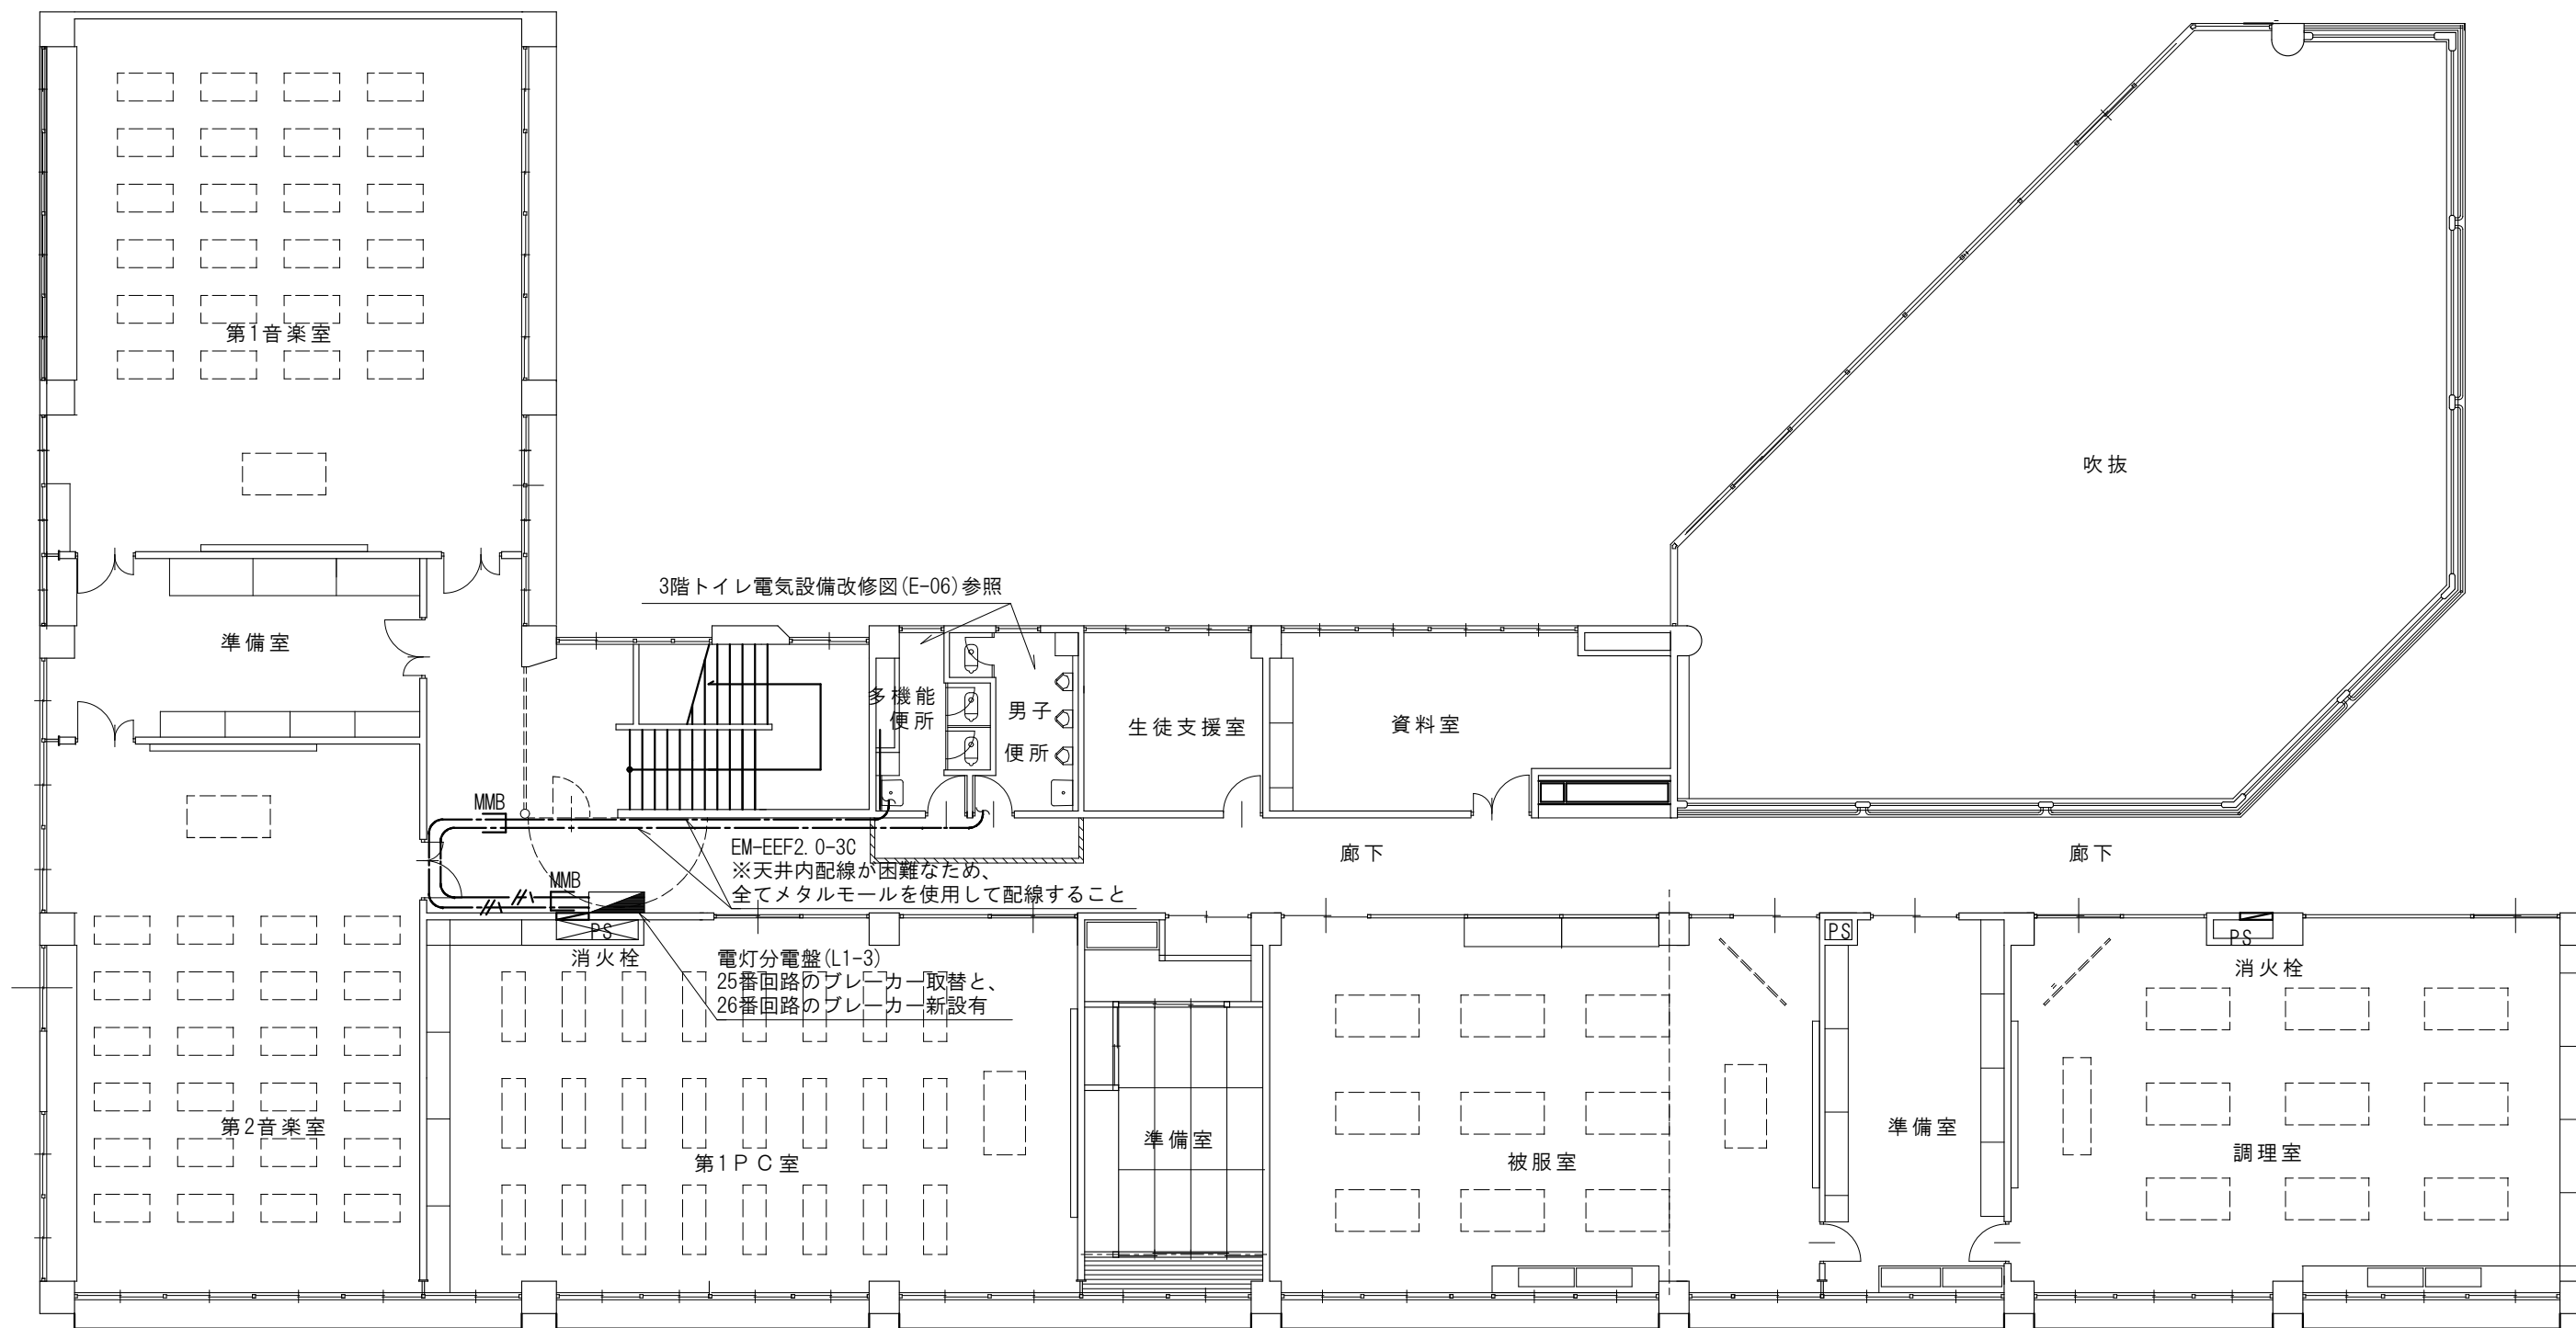 第1音楽室
吹抜
3階トイレ電気設備改修図(E-06)参照
準備室
多機能
便所
男子
便所
生徒支援室
資料室
MMB
EM-EEF2.0-3C
※天井内配線が困難なため、
全てメタルモールを使用して配線すること
廊下
廊下
MMB
PS
消火栓
電灯分電盤(L1-3)
25番回路のブレーカー取替と、
26番回路のブレーカー新設有
PS
PS
消火栓
第2音楽室
第1PC室
準備室
被服室
準備室
調理室